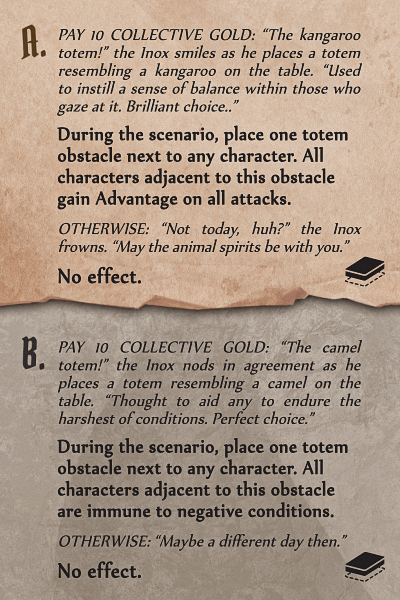 A. PAY 10 COLLECTIVE GOLD: “The kangaroo
totem!” the Inox smiles as he places a totem
resembling a kangaroo on the table. “Used
to instill a sense of balance within those who
gaze at it. Brilliant choice..”
During the scenario, place one totem
obstacle next to any character. All
characters adjacent to this obstacle
gain Advantage on all attacks.
OTHERWISE: “Not today, huh?” the Inox
frowns. “May the animal spirits be with you.”
No effect.
B. PAY 10 COLLECTIVE GOLD: “The camel
totem!” the Inox nods in agreement as he
places a totem resembling a camel on the
table. “Thought to aid any to endure the
harshest of conditions. Perfect choice.”
During the scenario, place one totem
obstacle next to any character. All
characters adjacent to this obstacle
are immune to negative conditions.
OTHERWISE: “Maybe a different day then.”
No effect.